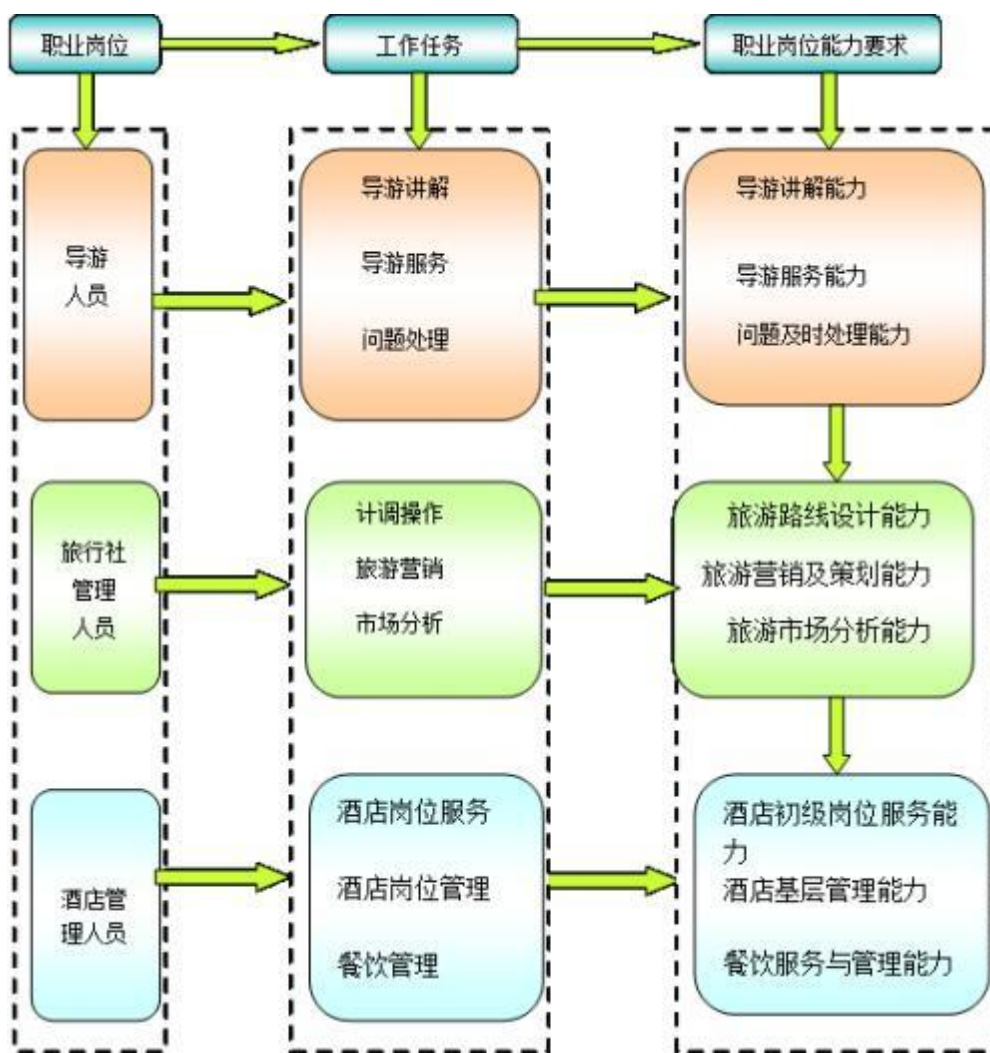 职业岗位
工作任务
职业岗位能力要求
导游
人员
导游讲解
导游服务
问题处理
导游讲解能力
导游服务能力
问题及时处理能力
旅行社
管理
人员
计调操作
旅游营销
市场分析
旅游路线设计能力
旅游营销及策划能力
旅游市场分析能力
酒店管
理人员
酒店岗位服务
酒店岗位管理
餐饮管理
酒店初级岗位服务能
力
酒店基层管理能力
餐饮服务与管理能力